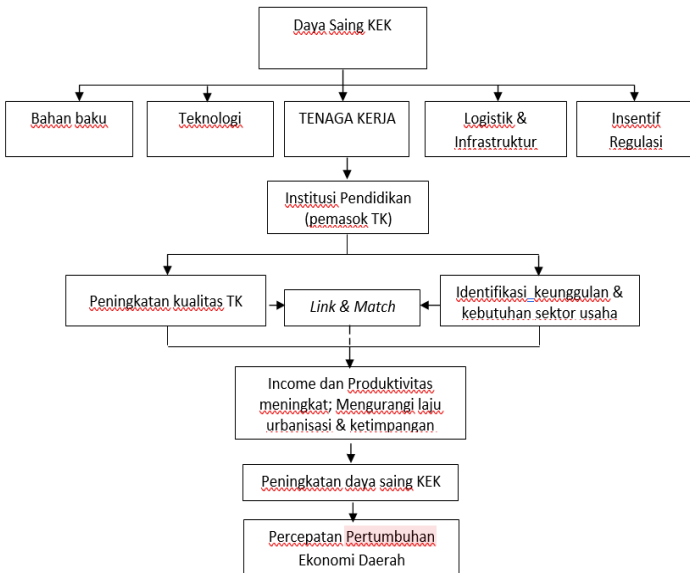 Daya Saing KEK
Bahan baku
Teknologi
TENAGA KERJA
Logistik &
Infrastruktur
Insentif
Regulasi
Institusi Pendidikan
(pemasok TK)
Peningkatan kualitas TK
Link & Match
Identifikasi keunggulan &
kebutuhan sektor usaha
Income dan Produktivitas
meningkat; Mengurangi laju
urbanisasi & ketimpangan
Peningkatan daya saing KEK
Percepatan Pertumbuhan
Ekonomi Daerah